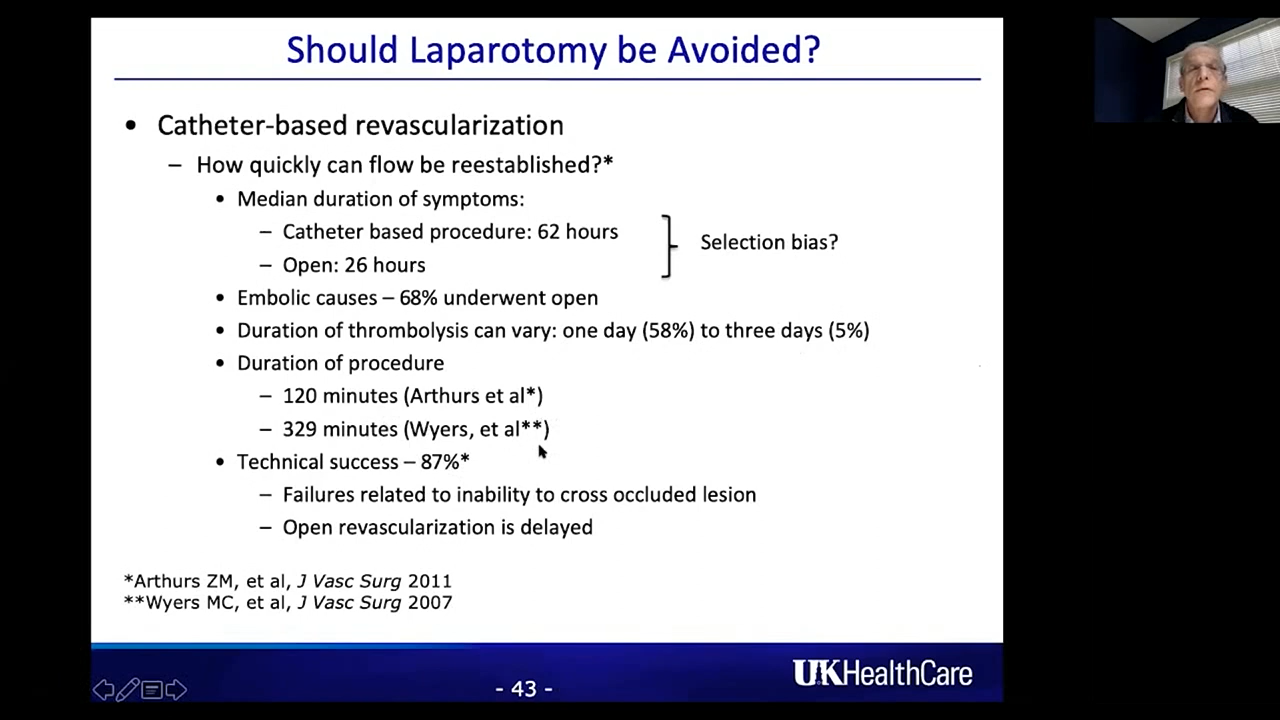 Should Laparotomy be Avoided?
• Catheter-based revascularization
– How quickly can flow be reestablished?*
• Median duration of symptoms:
– Catheter based procedure: 62 hours
– Open: 26 hours
Selection bias?
• Embolic causes – 68% underwent open
• Duration of thrombolysis can vary: one day (58%) to three days (5%)
• Duration of procedure
– 120 minutes (Arthurs et al*)
– 329 minutes (Wyers, et al**)
• Technical success – 87%*
– Failures related to inability to cross occluded lesion
– Open revascularization is delayed
*Arthurs ZM, et al, J Vasc Surg 2011
**Wyers MC, et al, J Vasc Surg 2007
- 43 -
UKHealthCare